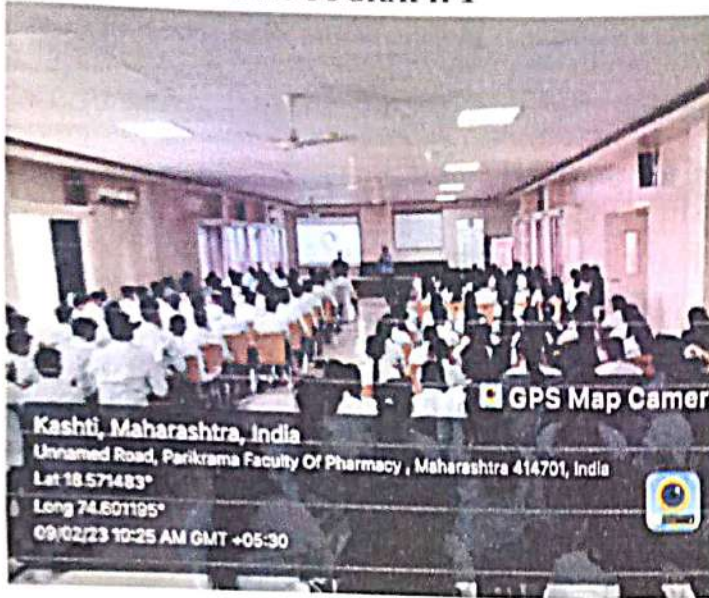 GPS Map Camer
Kashti, Maharashtra, India
Unnamed Road, Parikrama Faculty Of Pharmacy , Maharashtra 414701, India
Lat 18.571483°
Long 74.601195°
09/02/23 10:25 AM GMT +05:30